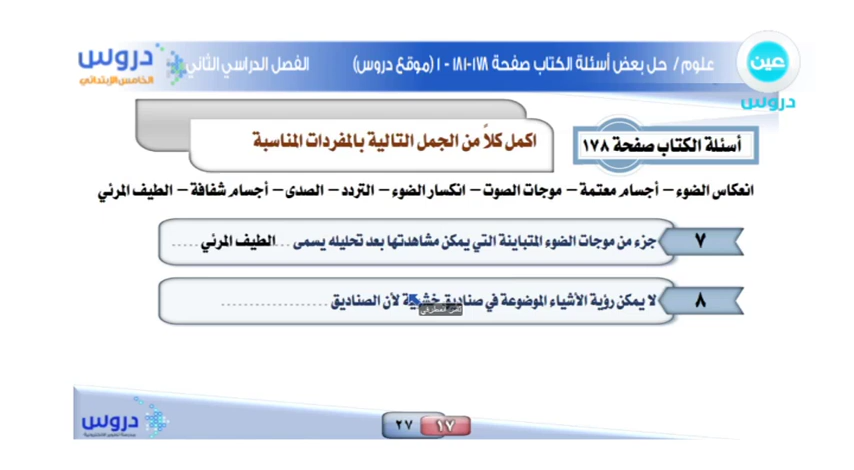 علوم / حل بعض أسئلة الكتاب صفحة ١٧٨-١٨١ - ١ (موقع دروس)
الفصل الدراسي الثاني
دروس
الخامس الإبتدائي
عين
دروس
أسئلة الكتاب صفحة ١٧٨
اكمل كلاً من الجمل التالية بالمفردات المناسبة
انعكاس الضوء – أجسام معتمة – موجات الصوت – انكسار الضوء – التردد – الصدى – أجسام شفافة – الطيف المرئي
٧ جزء من موجات الضوء المتباينة التي يمكن مشاهدتها بعد تحليله يسمى ... الطيف المرئي ......
٨ لا يمكن رؤية الأشياء الموضوعة في صناديق خشبية لأن الصناديق ........................
دروس
١٧
٢٧